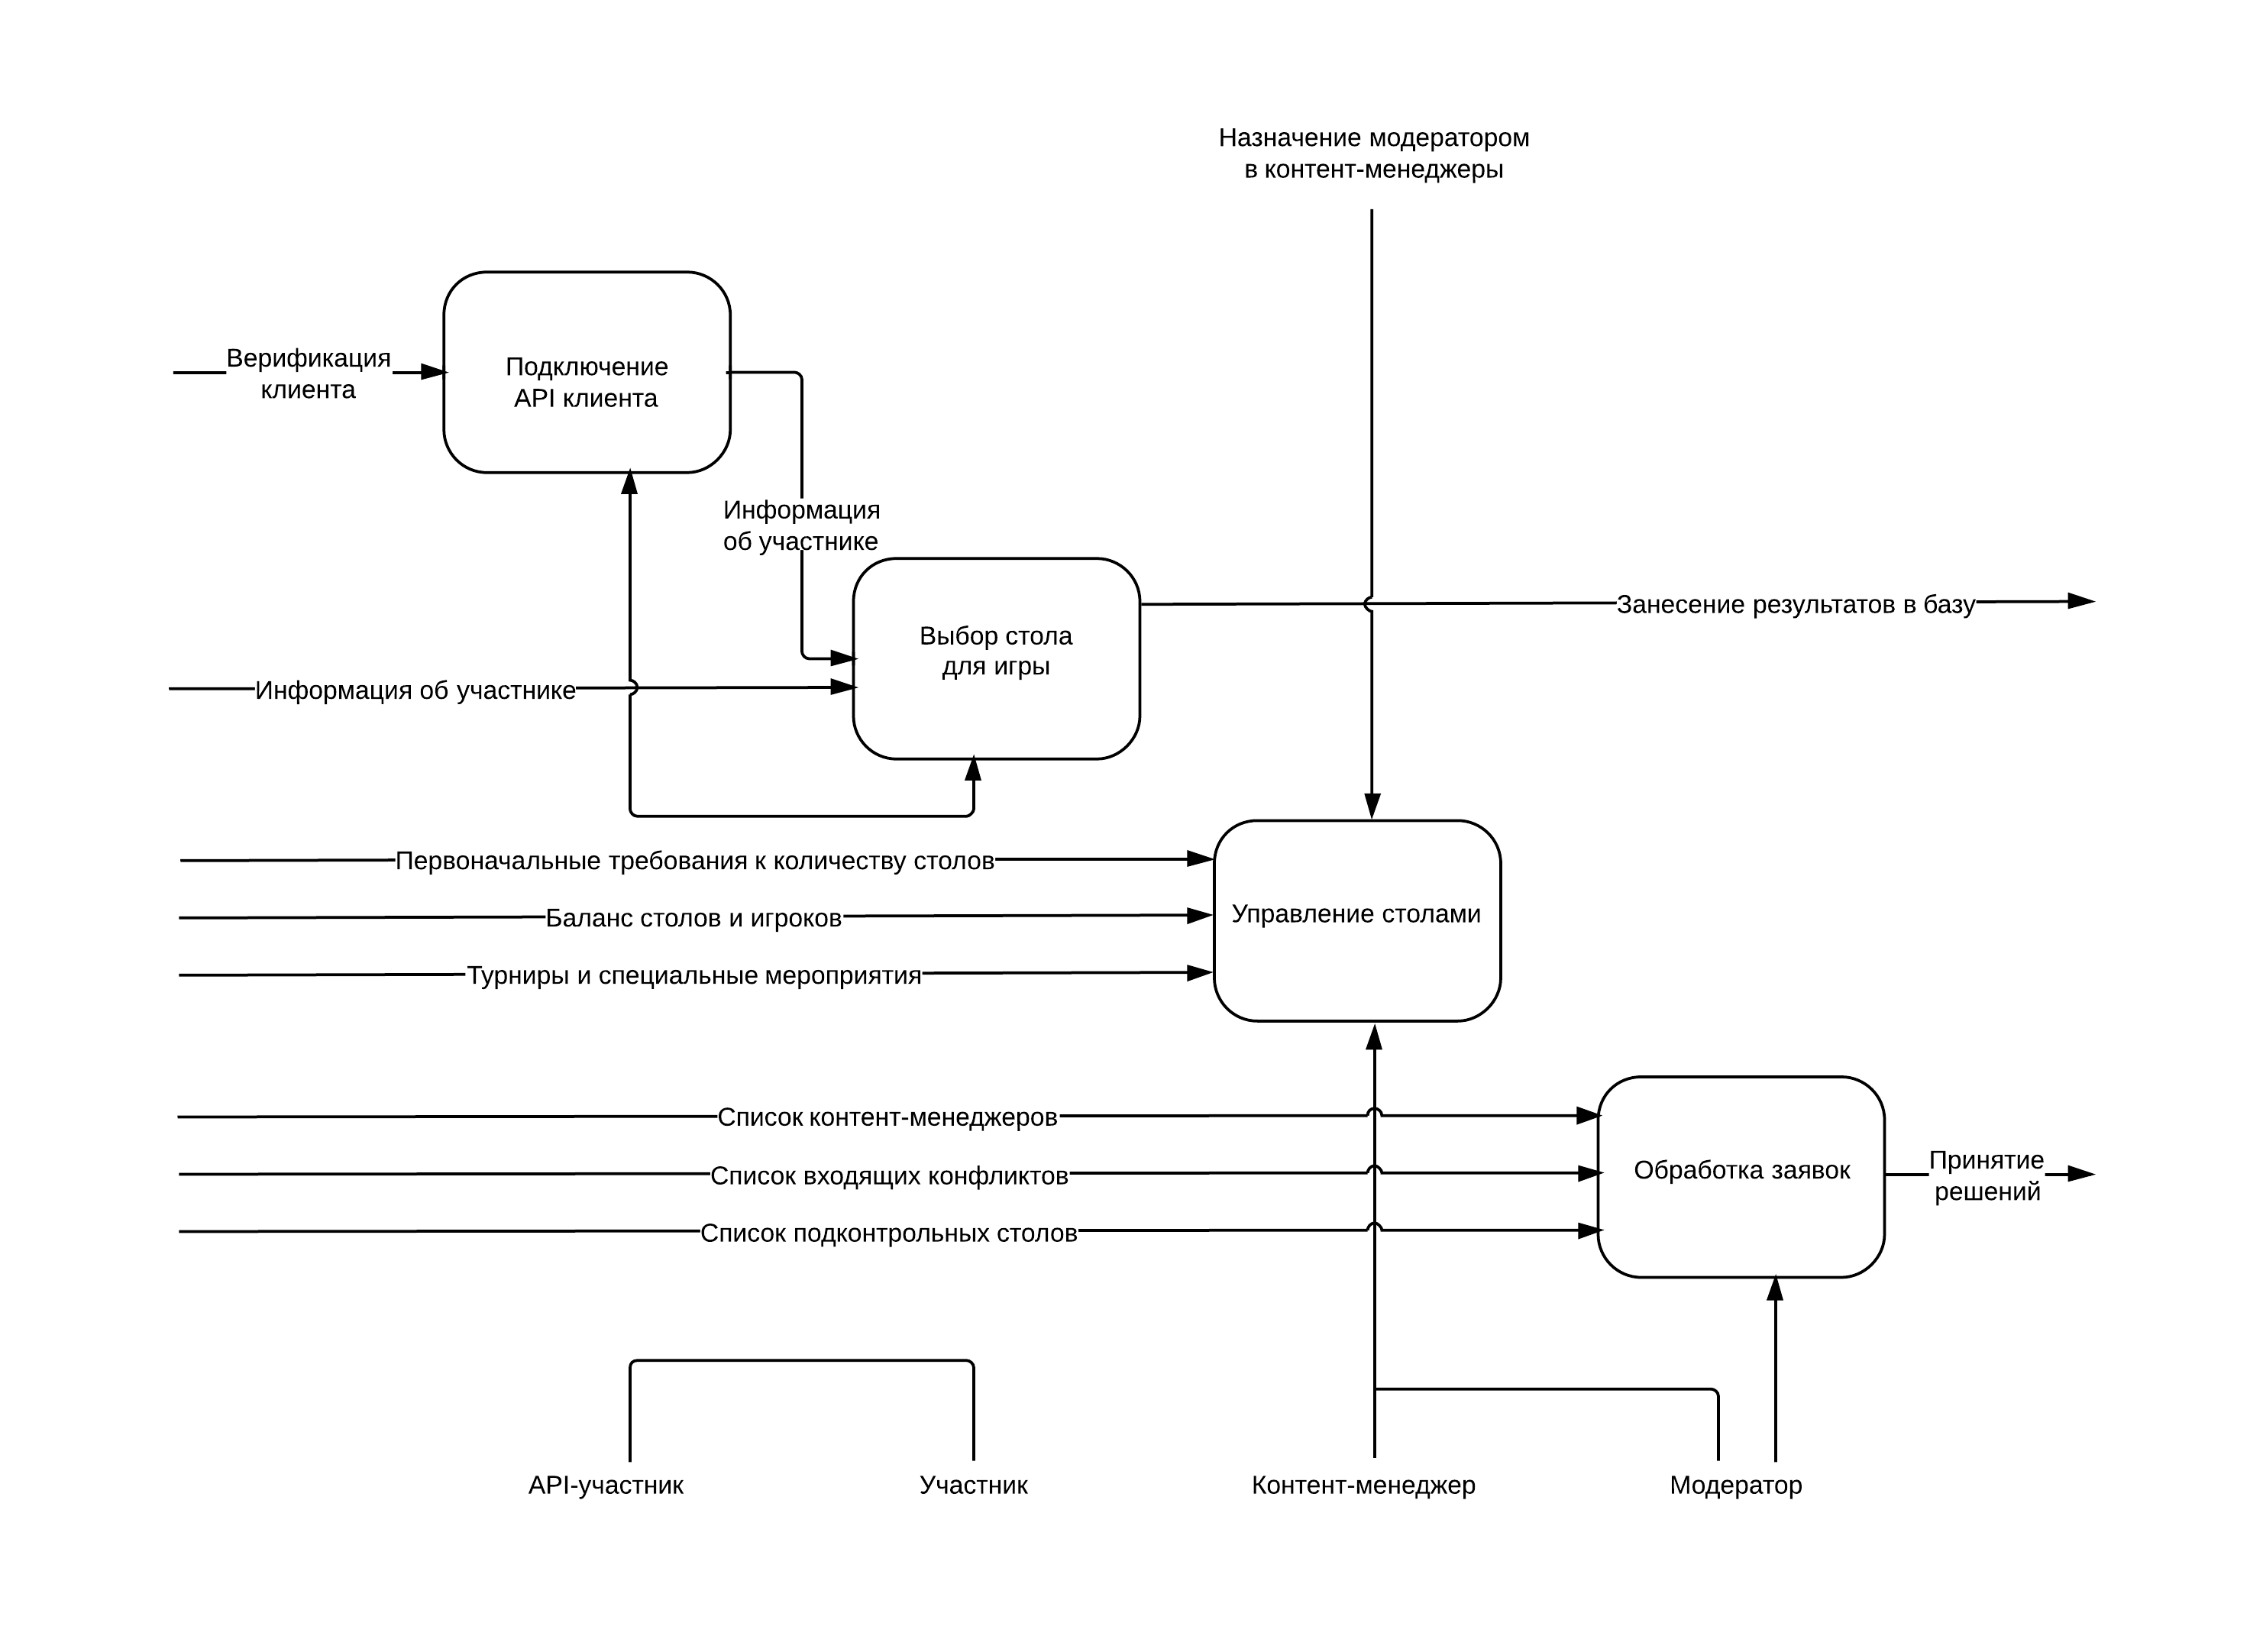 Назначение модератором
в контент-менеджеры
Верификация
клиента
Подключение
API клиента
Информация
об участнике
Занесение результатов в базу
Выбор стола
для игры
Информация об участнике
Первоначальные требования к количеству столов
Баланс столов и игроков
Управление столами
Турниры и специальные мероприятия
Список контент-менеджеров
Список входящих конфликтов
Обработка заявок
Принятие
решений
Список подконтрольных столов
API-участник
Участник
Контент-менеджер
Модератор